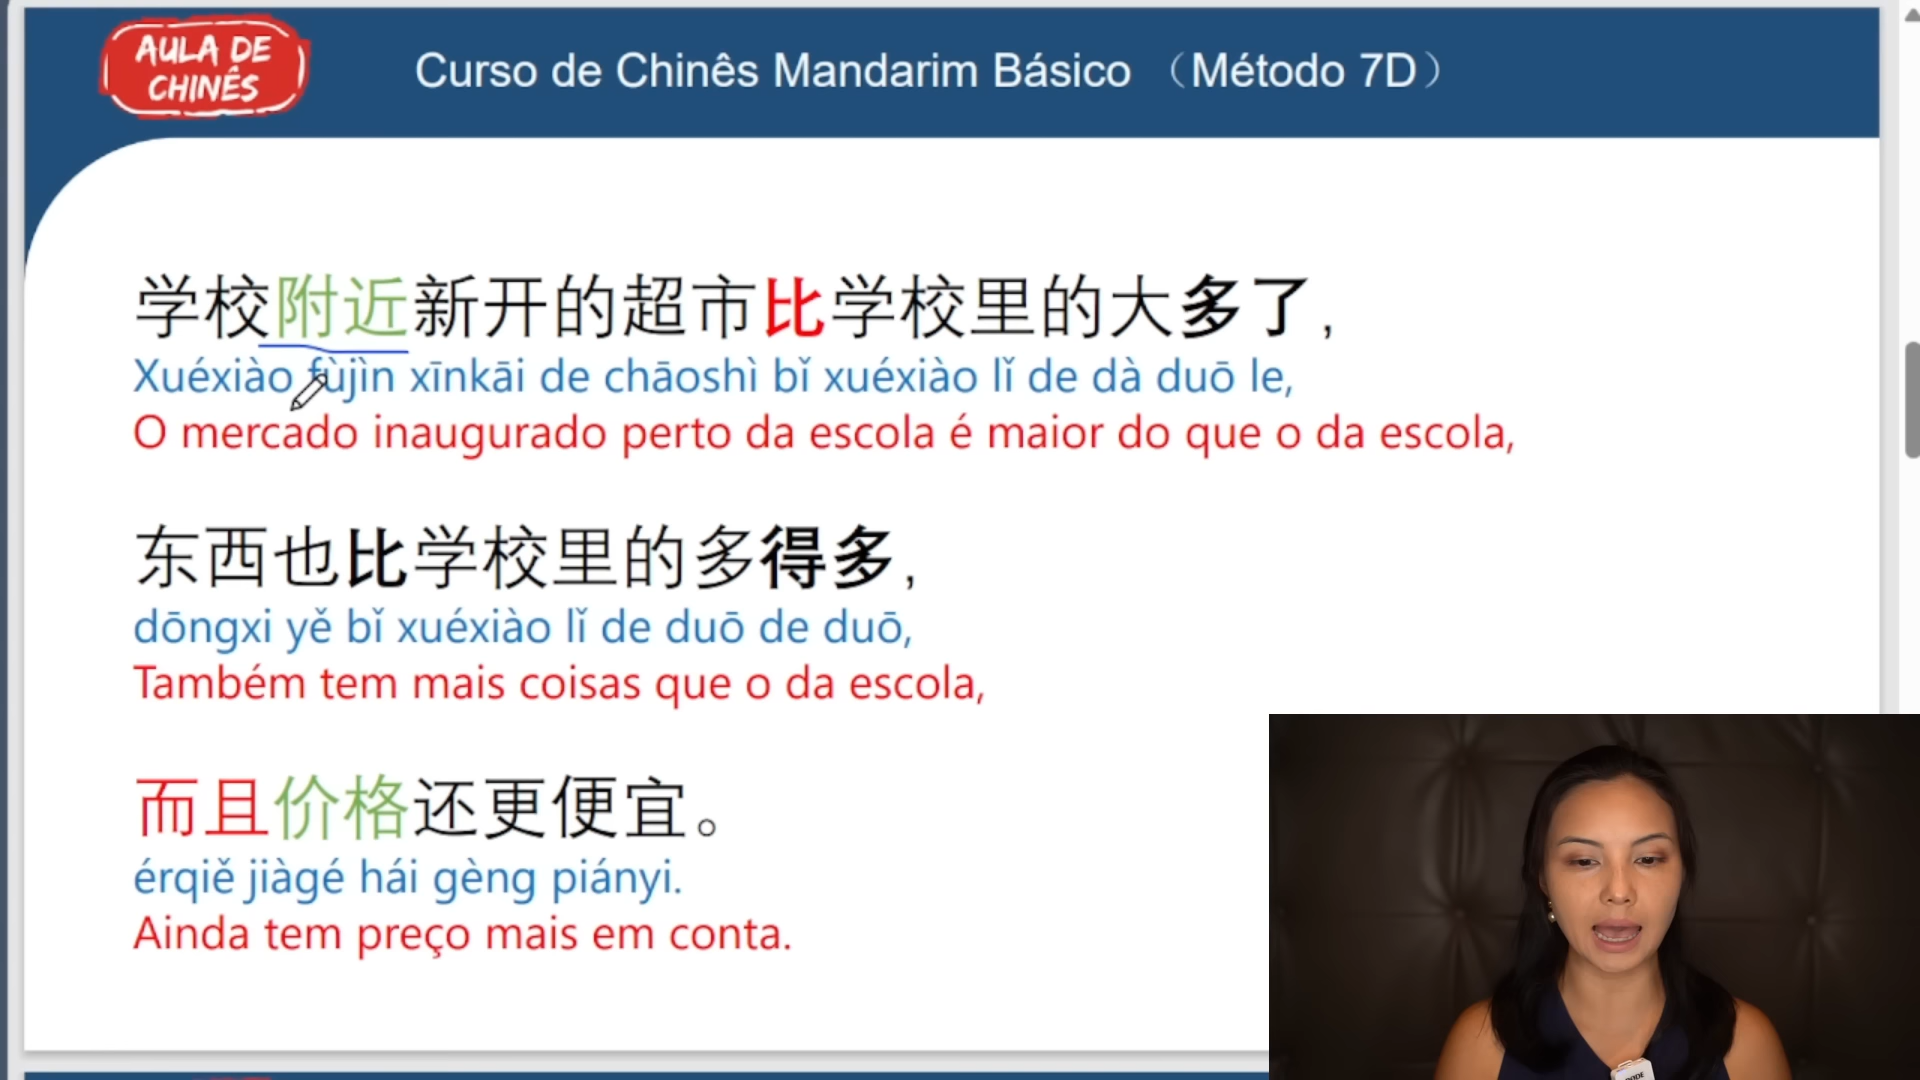 AULA DE
CHINÊS
Curso de Chinês Mandarim Básico （Método 7D）
学校附近新开的超市比学校里的大多了,
Xuéxiào fùjìn xīnkāi de chāoshì bǐ xuéxiào lǐ de dà duō le,
O mercado inaugurado perto da escola é maior do que o da escola,
东西也比学校里的多得多,
dōngxi yě bǐ xuéxiào lǐ de duō de duō,
Também tem mais coisas que o da escola,
而且价格还更便宜。
érqiě jiàgé hái gèng piányi.
Ainda tem preço mais em conta.
RODE